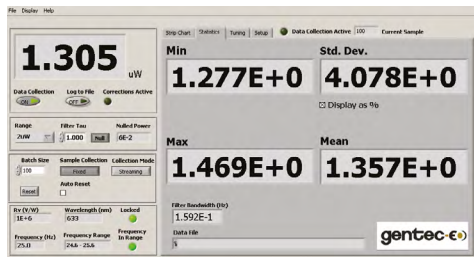 File Display Help
1.305 uW
Data Collection Log to File Corrections Active
ON OFF
Range Filter Tau Nulled Power
2uW 1.000 Null 6E-2
Batch Size Sample Collection Collection Mode
100 Fixed Streaming
Auto Reset
Reset
Rv (V/W) Wavelength (nm) Locked
1E+6 633
Frequency (Hz) Frequency Range Frequency In Range
25.0 24.6 - 25.6
Strip Chart Statistics Tuning Setup Data Collection Active 100 Current Sample
Min Std. Dev.
1.277E+0 4.078E+0
Display as %
Max Mean
1.469E+0 1.357E+0
Filter Bandwidth (Hz)
1.592E-1
Data File
gentec-EO